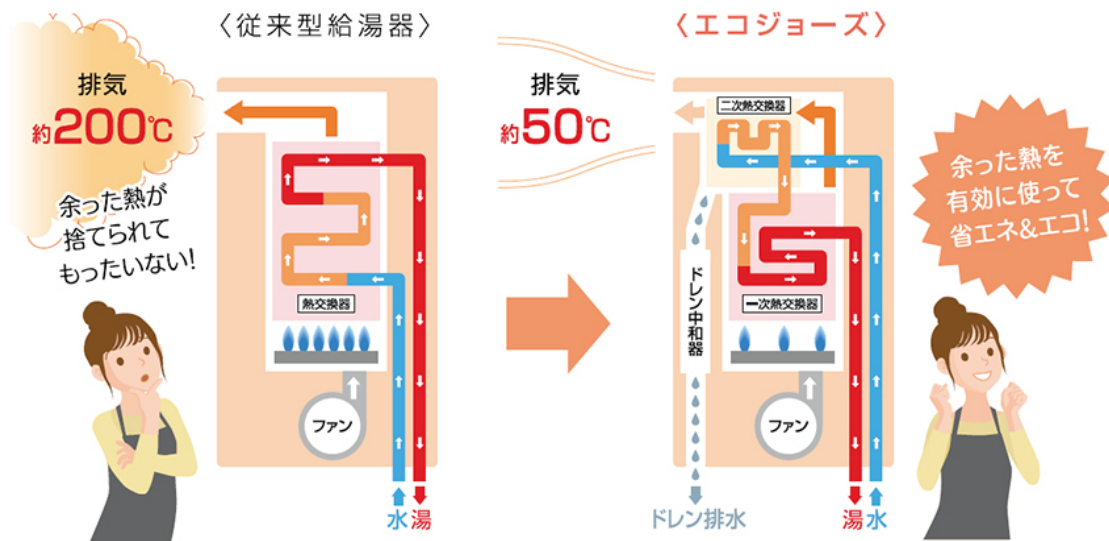 〈従来型給湯器〉
排気
約200℃
余った熱が
捨てられて
もったいない！
熱交換器
ファン
水 湯
〈エコジョーズ〉
排気
約50℃
二次熱交換器
一次熱交換器
ドレン中和器
ファン
ドレン排水
湯 水
余った熱を
有効に使って
省エネ&エコ！